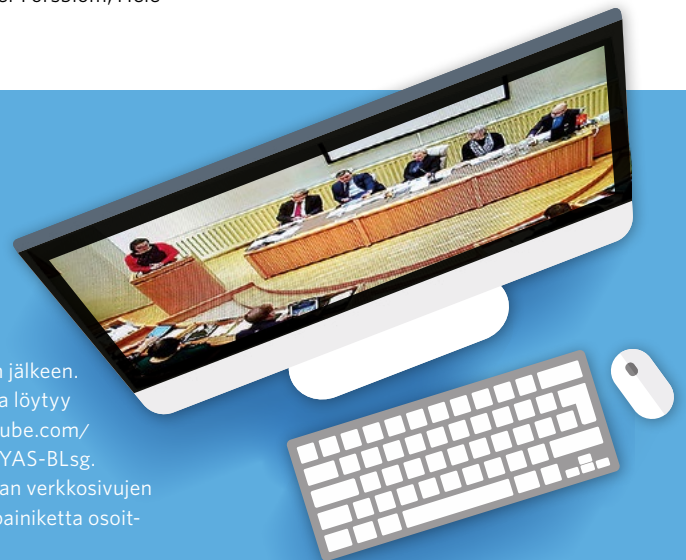 n jälkeen.
a löytyy
ube.com/
YAS-BLsg.
an verkkosivujen
painiketta osoit-